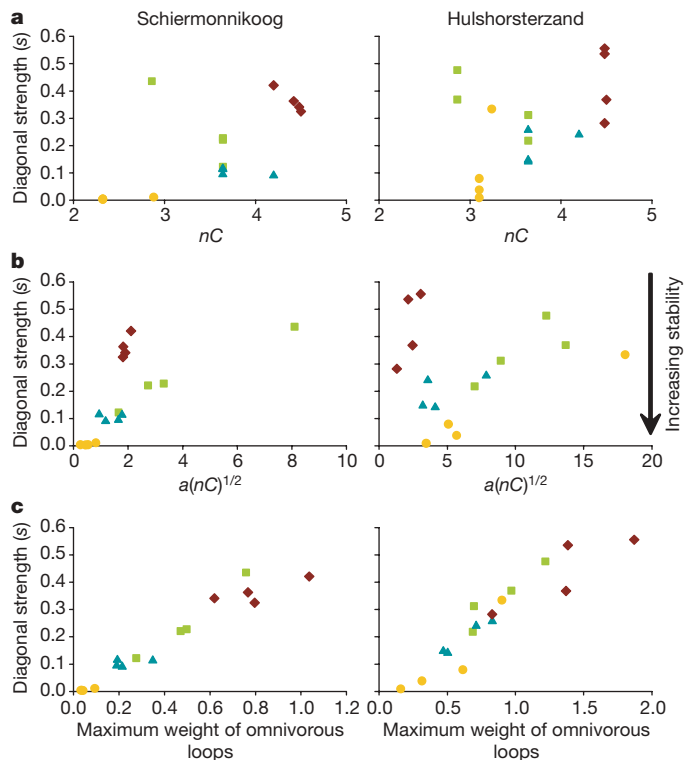 a
Schiermonnikoog
Hulshorsterzand
Diagonal strength (s)
0.6
0.5
0.4
0.3
0.2
0.1
0.0
2 3 4 5
nC
2 3 4 5
nC
b
Diagonal strength (s)
0.6
0.5
0.4
0.3
0.2
0.1
0.0
0 2 4 6 8 10
a(nC)^1/2
0 5 10 15 20
a(nC)^1/2
Increasing stability
c
Diagonal strength (s)
0.6
0.5
0.4
0.3
0.2
0.1
0.0
0.0 0.2 0.4 0.6 0.8 1.0 1.2
Maximum weight of omnivorous
loops
0.0 0.5 1.0 1.5 2.0
Maximum weight of omnivorous
loops